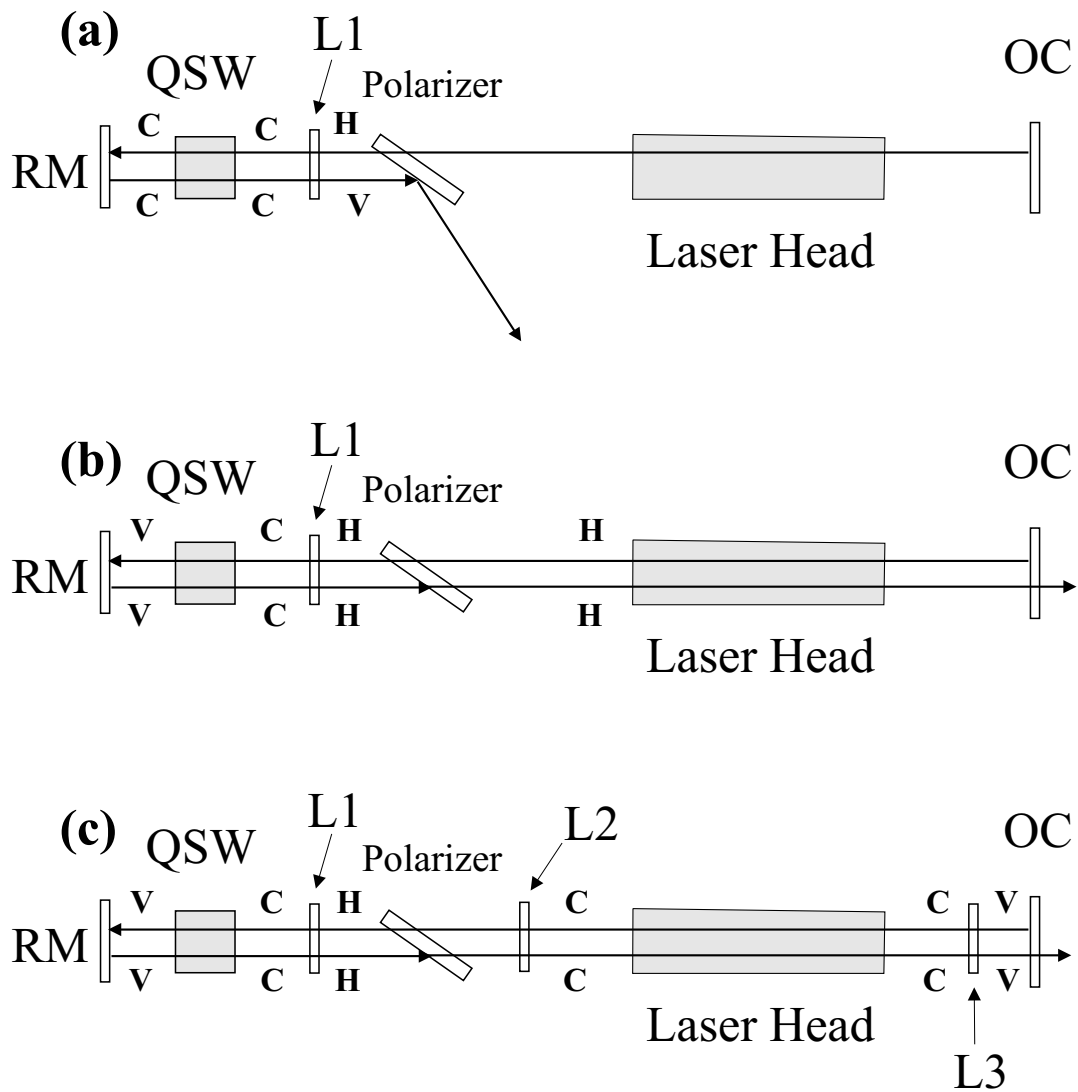 (a)
L1
QSW
Polarizer
OC
C C H
RM
C C V
Laser Head
(b)
L1
QSW
Polarizer
OC
V C H H
RM
V C H H
Laser Head
(c)
L1
L2
QSW
Polarizer
OC
V C H C C V
RM
V C H C C V
Laser Head
L3